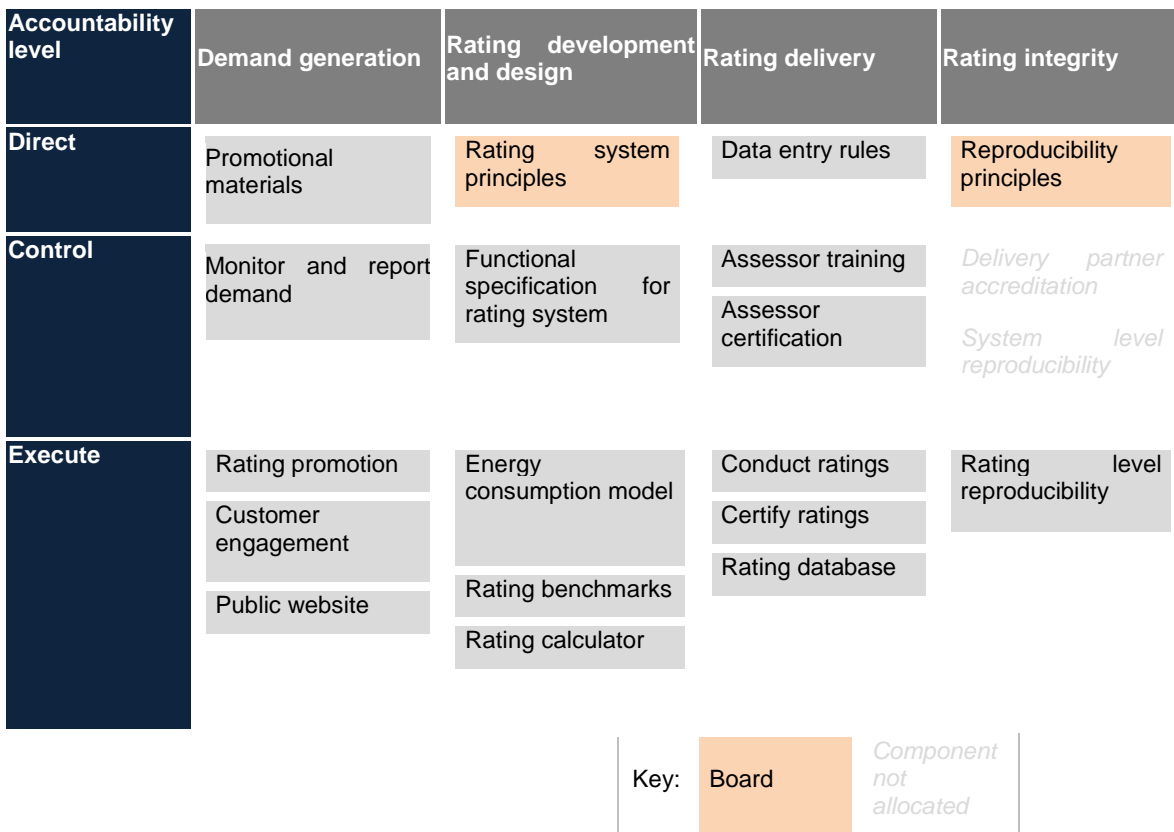 Accountability level
Demand generation
Rating development and design
Rating delivery
Rating integrity
Direct
Promotional
materials
Rating system
principles
Data entry rules
Reproducibility
principles
Control
Monitor and report
demand
Functional
specification for
rating system
Assessor training
Assessor
certification
Delivery partner
accreditation
System level
reproducibility
Execute
Rating promotion
Customer
engagement
Public website
Energy
consumption model
Rating benchmarks
Rating calculator
Conduct ratings
Certify ratings
Rating database
Rating level
reproducibility
Key:
Board
Component
not
allocated